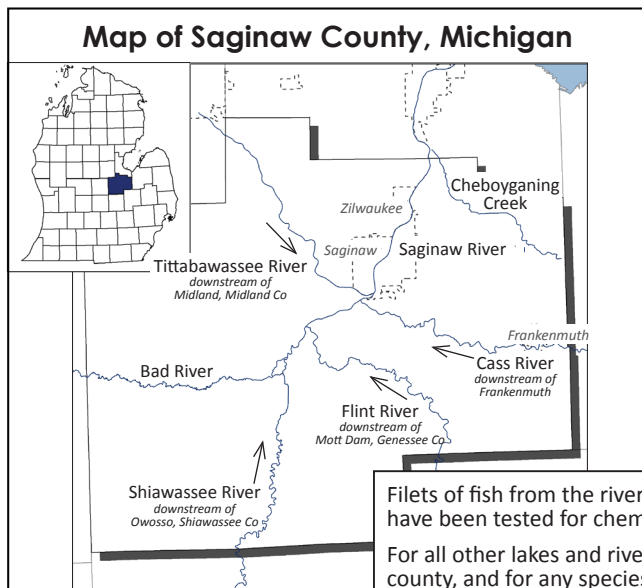 Map of Saginaw County, Michigan
Cheboyganing
Creek
Zilwaukee
Saginaw
Saginaw River
Tittabawassee River
downstream of
Midland, Midland Co
Frankenmuth
Cass River
downstream of
Frankenmuth
Bad River
Flint River
downstream of
Mott Dam, Genessee Co
Shiawassee River
downstream of
Owosso, Shiawassee Co
Filets of fish from the river
have been tested for chem
For all other lakes and rive
county, and for any species